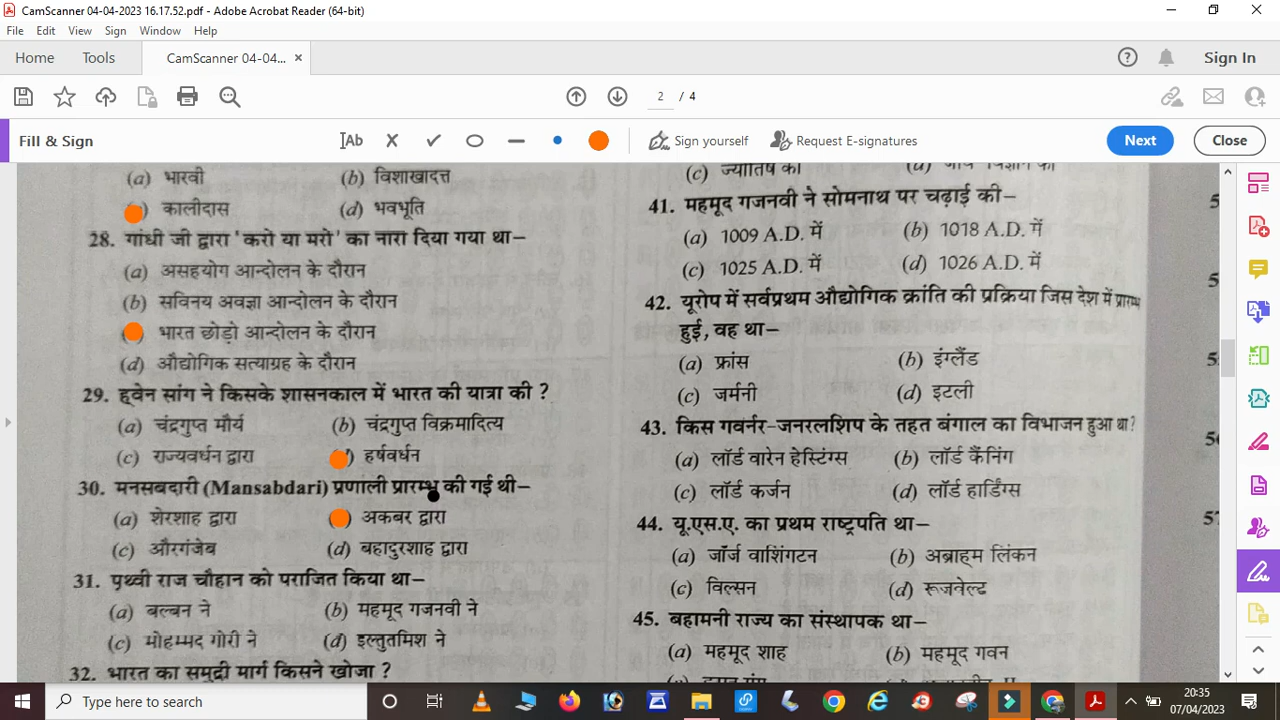 CamScanner 04-04-2023 16.17.52.pdf - Adobe Acrobat Reader (64-bit)
File Edit View Sign Window Help
Home Tools CamScanner 04-04... × Sign In
2 / 4
Fill & Sign Ab Sign yourself Request E-signatures Next Close
(a) भारवी (b) विशाखादत्त
कालीदास (d) भवभूति
28. गांधी जी द्वारा 'करो या मरो' का नारा दिया गया था–
(a) असहयोग आन्दोलन के दौरान
(b) सविनय अवज्ञा आन्दोलन के दौरान
भारत छोड़ो आन्दोलन के दौरान
(d) औद्योगिक सत्याग्रह के दौरान
29. ह्वेन सांग ने किसके शासनकाल में भारत की यात्रा की ?
(a) चंद्रगुप्त मौर्य (b) चंद्रगुप्त विक्रमादित्य
(c) राज्यवर्धन द्वारा हर्षवर्धन
30. मनसबदारी (Mansabdari) प्रणाली प्रारम्भ की गई थी–
(a) शेरशाह द्वारा अकबर द्वारा
(c) औरगंजेब (d) बहादुरशाह द्वारा
31. पृथ्वी राज चौहान को पराजित किया था–
(a) बल्बन ने (b) महमूद गजनवी ने
(c) मोहम्मद गोरी ने (d) इल्तुतमिश ने
32. भारत का समुद्री मार्ग किसने खोजा ?
(c) ज्योतिष का
41. महमूद गजनवी ने सोमनाथ पर चढ़ाई की–
(a) 1009 A.D. में (b) 1018 A.D. में
(c) 1025 A.D. में (d) 1026 A.D. में
42. यूरोप में सर्वप्रथम औद्योगिक क्रांति की प्रक्रिया जिस देश में प्रारम्भ
हुई, वह था–
(a) फ्रांस (b) इंग्लैंड
(c) जर्मनी (d) इटली
43. किस गवर्नर-जनरलशिप के तहत बंगाल का विभाजन हुआ था?
(a) लॉर्ड वारेन हेस्टिंग्स (b) लॉर्ड कैंनिंग
(c) लॉर्ड कर्जन (d) लॉर्ड हार्डिंग्स
44. यू.एस.ए. का प्रथम राष्ट्रपति था–
(a) जॉर्ज वाशिंगटन (b) अब्राहम लिंकन
(c) विल्सन (d) रूजवेल्ट
45. बहामनी राज्य का संस्थापक था–
(a) महमूद शाह (b) महमूद गवन
Type here to search
20:35
07/04/2023